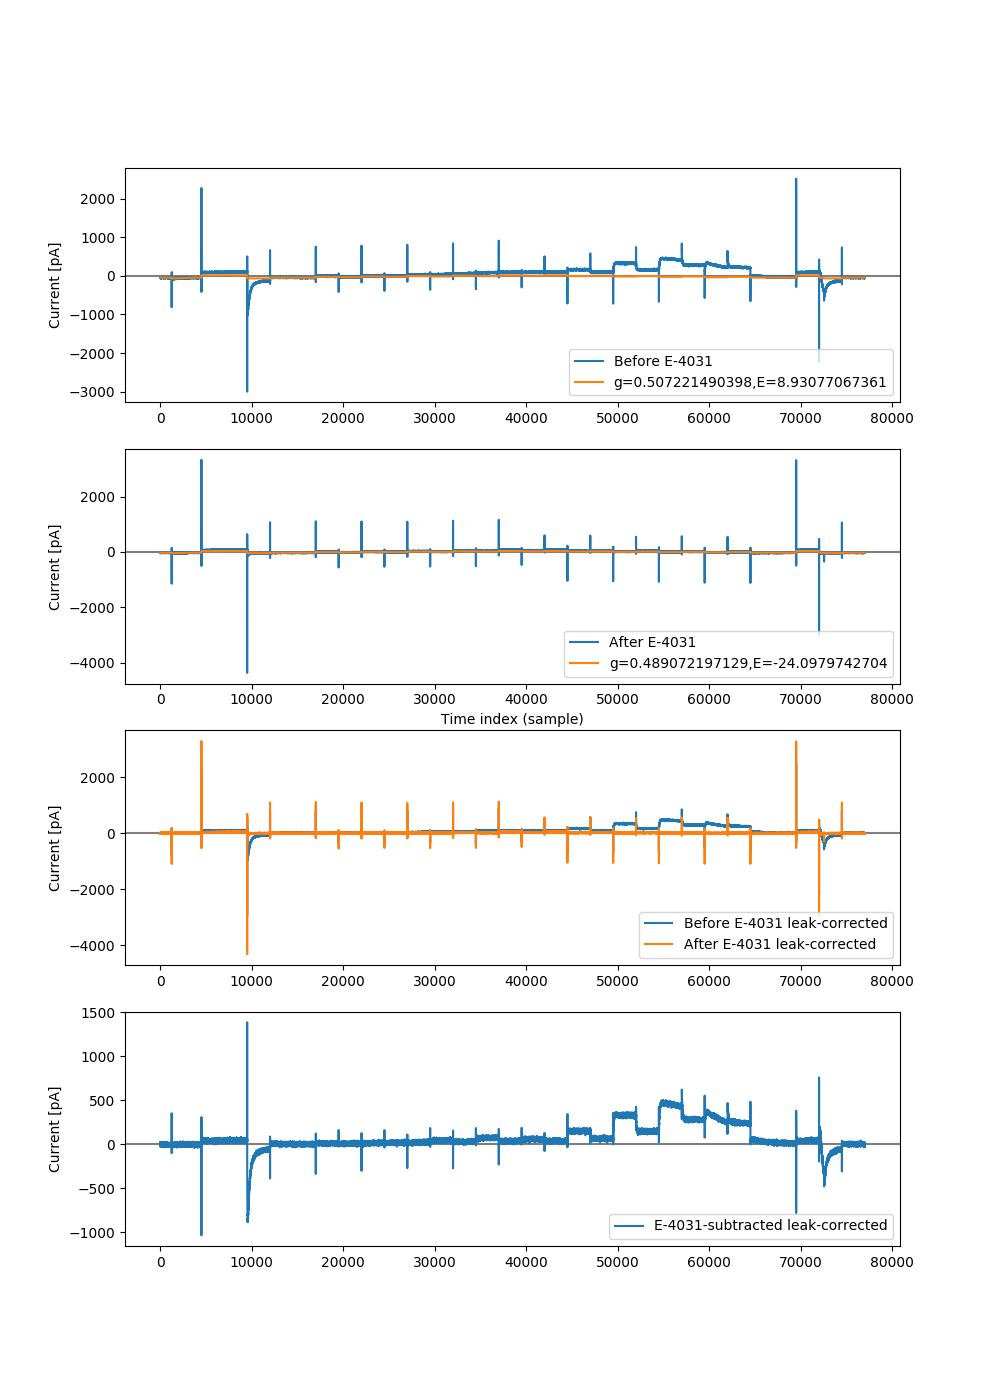 2000
1000
0
−1000
−2000
−3000
Current [pA]
Before E-4031
g=0.507221490398,E=8.93077067361
0 10000 20000 30000 40000 50000 60000 70000 80000
2000
0
−2000
−4000
Current [pA]
After E-4031
g=0.489072197129,E=-24.0979742704
0 10000 20000 30000 40000 50000 60000 70000 80000
Time index (sample)
2000
0
−2000
−4000
Current [pA]
Before E-4031 leak-corrected
After E-4031 leak-corrected
0 10000 20000 30000 40000 50000 60000 70000 80000
1500
1000
500
0
−500
−1000
Current [pA]
E-4031-subtracted leak-corrected
0 10000 20000 30000 40000 50000 60000 70000 80000